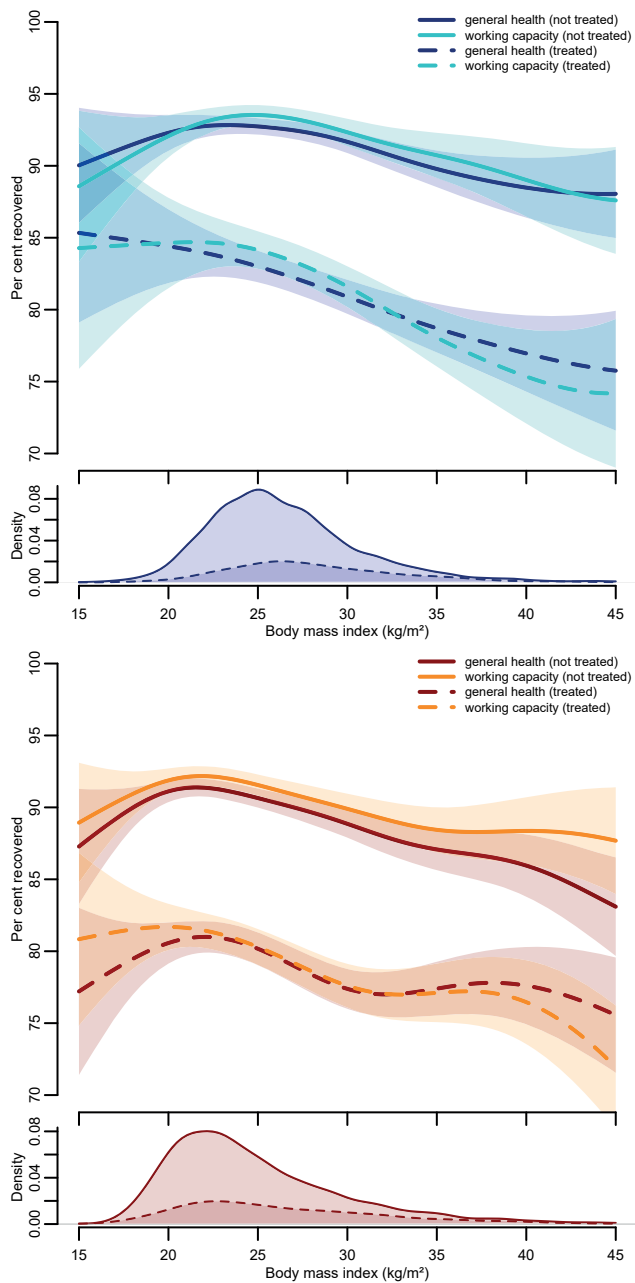 general health (not treated)
working capacity (not treated)
general health (treated)
working capacity (treated)
Per cent recovered
100
95
90
85
80
75
70
Density
0.08
0.04
0.00
15 20 25 30 35 40 45
Body mass index (kg/m²)
general health (not treated)
working capacity (not treated)
general health (treated)
working capacity (treated)
Per cent recovered
100
95
90
85
80
75
70
Density
0.08
0.04
0.00
15 20 25 30 35 40 45
Body mass index (kg/m²)